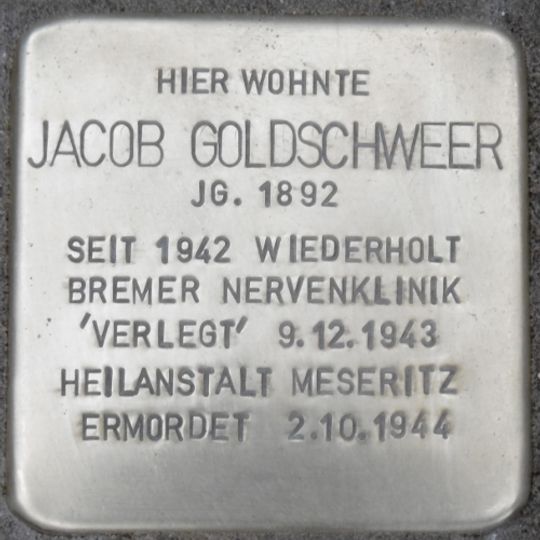 HIER WOHNTE
JACOB GOLDSCHWEER
JG. 1892
SEIT 1942 WIEDERHOLT
BREMER NERVENKLINIK
'VERLEGT' 9.12.1943
HEILANSTALT MESERITZ
ERMORDET 2.10.1944